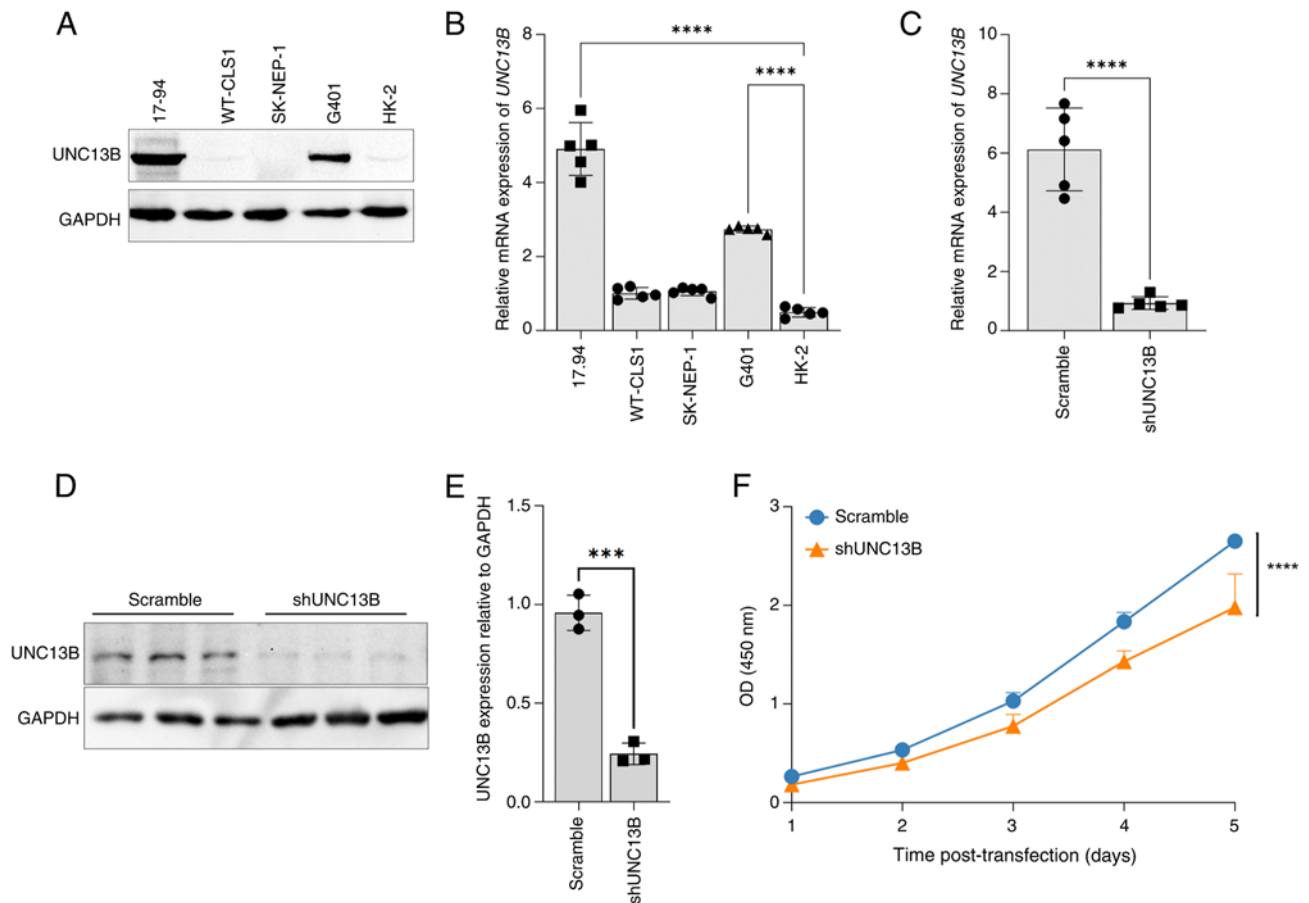 A
17-94
WT-CLS1
SK-NEP-1
G401
HK-2
UNC13B
GAPDH
B
Relative mRNA expression of UNC13B
8
6
4
2
0
****
****
17.94
WT-CLS1
SK-NEP-1
G401
HK-2
C
Relative mRNA expression of UNC13B
10
8
6
4
2
0
****
Scramble
shUNC13B
D
Scramble
shUNC13B
UNC13B
GAPDH
E
UNC13B expression relative to GAPDH
1.5
1.0
0.5
0.0
***
Scramble
shUNC13B
F
OD (450 nm)
3
2
1
0
Scramble
shUNC13B
****
1 2 3 4 5
Time post-transfection (days)